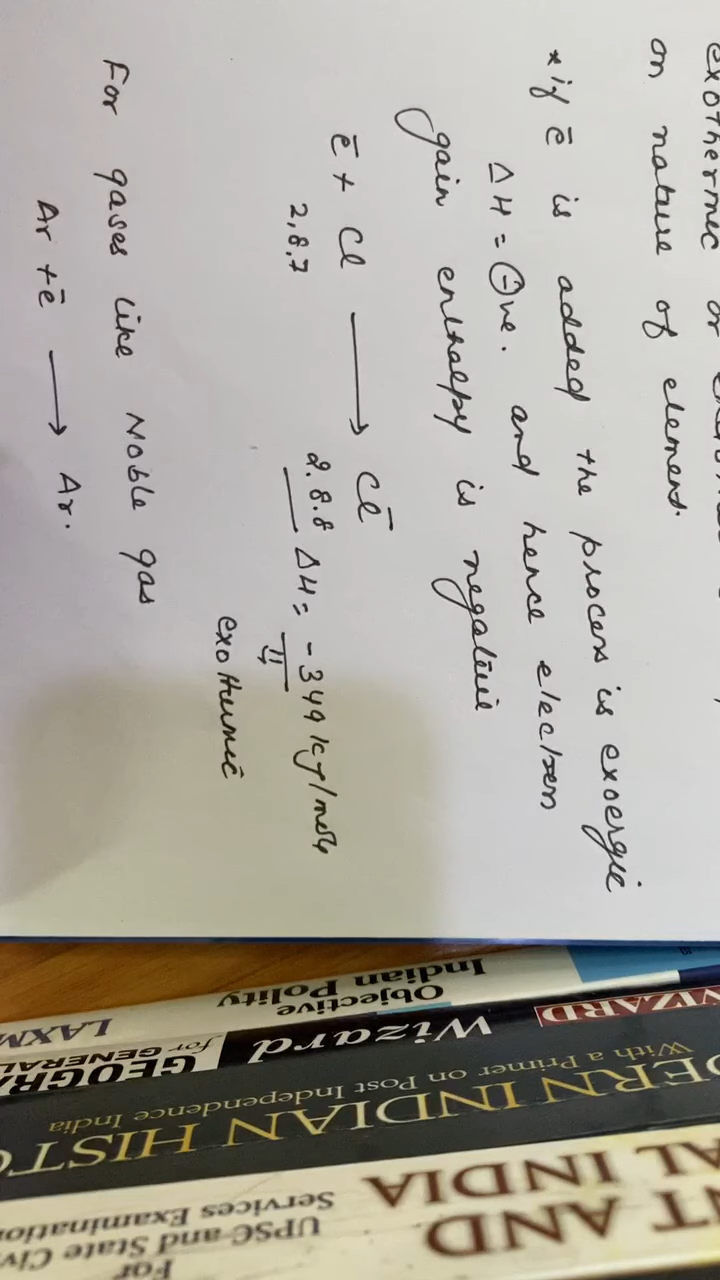 exothermic or
on nature of element.
* if ē is added the process is exoergic
ΔH = ⊖ve. and hence electron
gain enthalpy is negative
ē + Cl ⟶ Cl⁻
2,8,7 2.8.8 ΔH = -349 KJ/mole
exothermic
For gases like Noble gas
Ar + ē ⟶ Ar.
Objective
Indian Polity
LAXM
WIZARD
Wizard
for GENERAL
GEOGRA
With a Primer on Post Independence India
DERN INDIAN HISTO
NT AND
AL INDIA
For
UPSC and State Civ
Services Examination